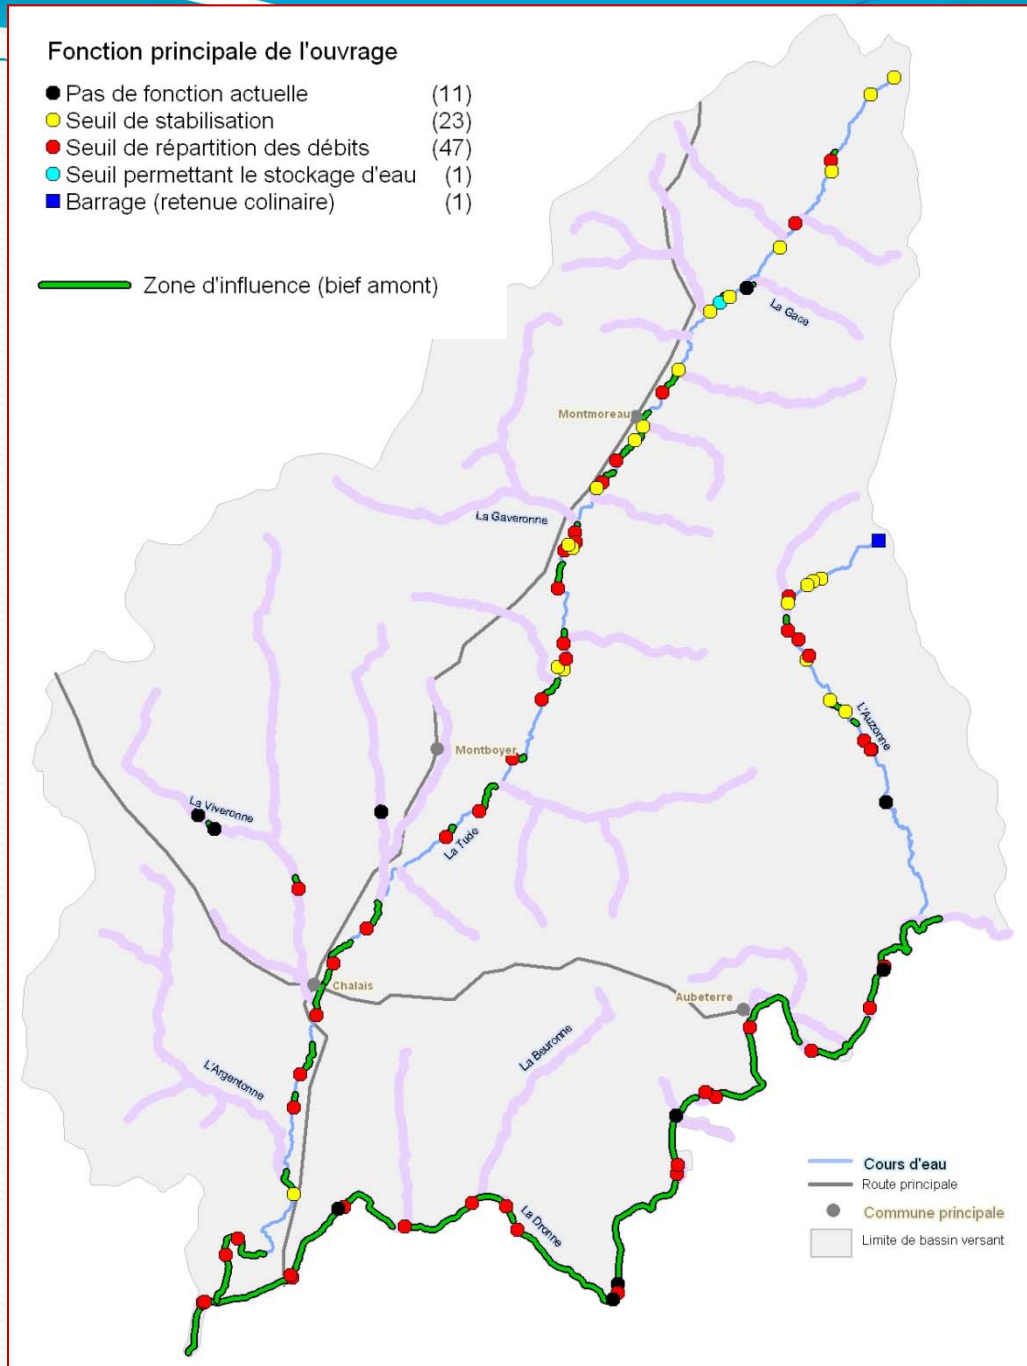 Fonction principale de l'ouvrage
Pas de fonction actuelle (11)
Seuil de stabilisation (23)
Seuil de répartition des débits (47)
Seuil permettant le stockage d'eau (1)
Barrage (retenue colinaire) (1)
Zone d'influence (bief amont)
La Gace
Montmoreau
La Gaveronne
L'Auzonne
Montboyer
La Viveronne
La Tude
Chalais
Aubeterre
La Beuronne
L'Argentonne
La Dronne
Cours d'eau
Route principale
Commune principale
Limite de bassin versant